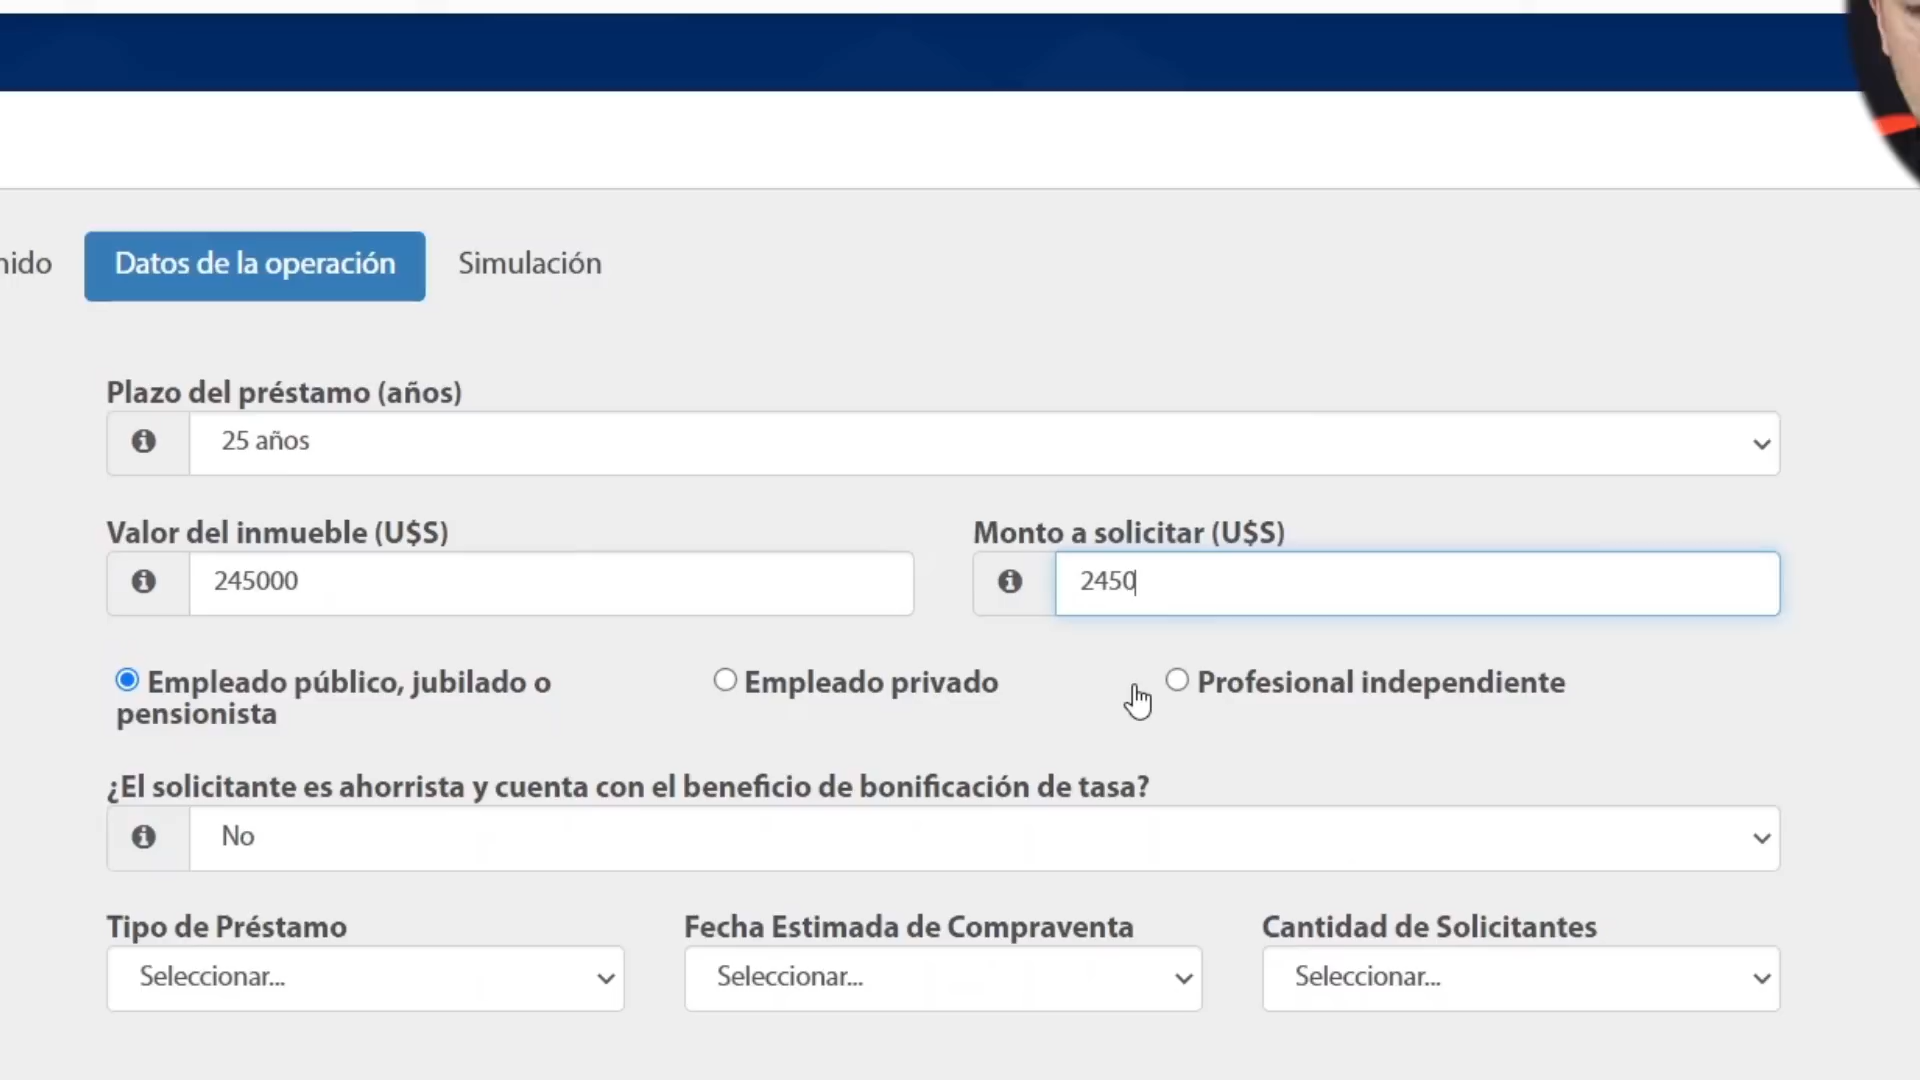 Datos de la operación
Simulación
Plazo del préstamo (años)
25 años
Valor del inmueble (U$S)
Monto a solicitar (U$S)
245000
2450
Empleado público, jubilado o
pensionista
Empleado privado
Profesional independiente
¿El solicitante es ahorrista y cuenta con el beneficio de bonificación de tasa?
No
Tipo de Préstamo
Fecha Estimada de Compraventa
Cantidad de Solicitantes
Seleccionar...
Seleccionar...
Seleccionar...